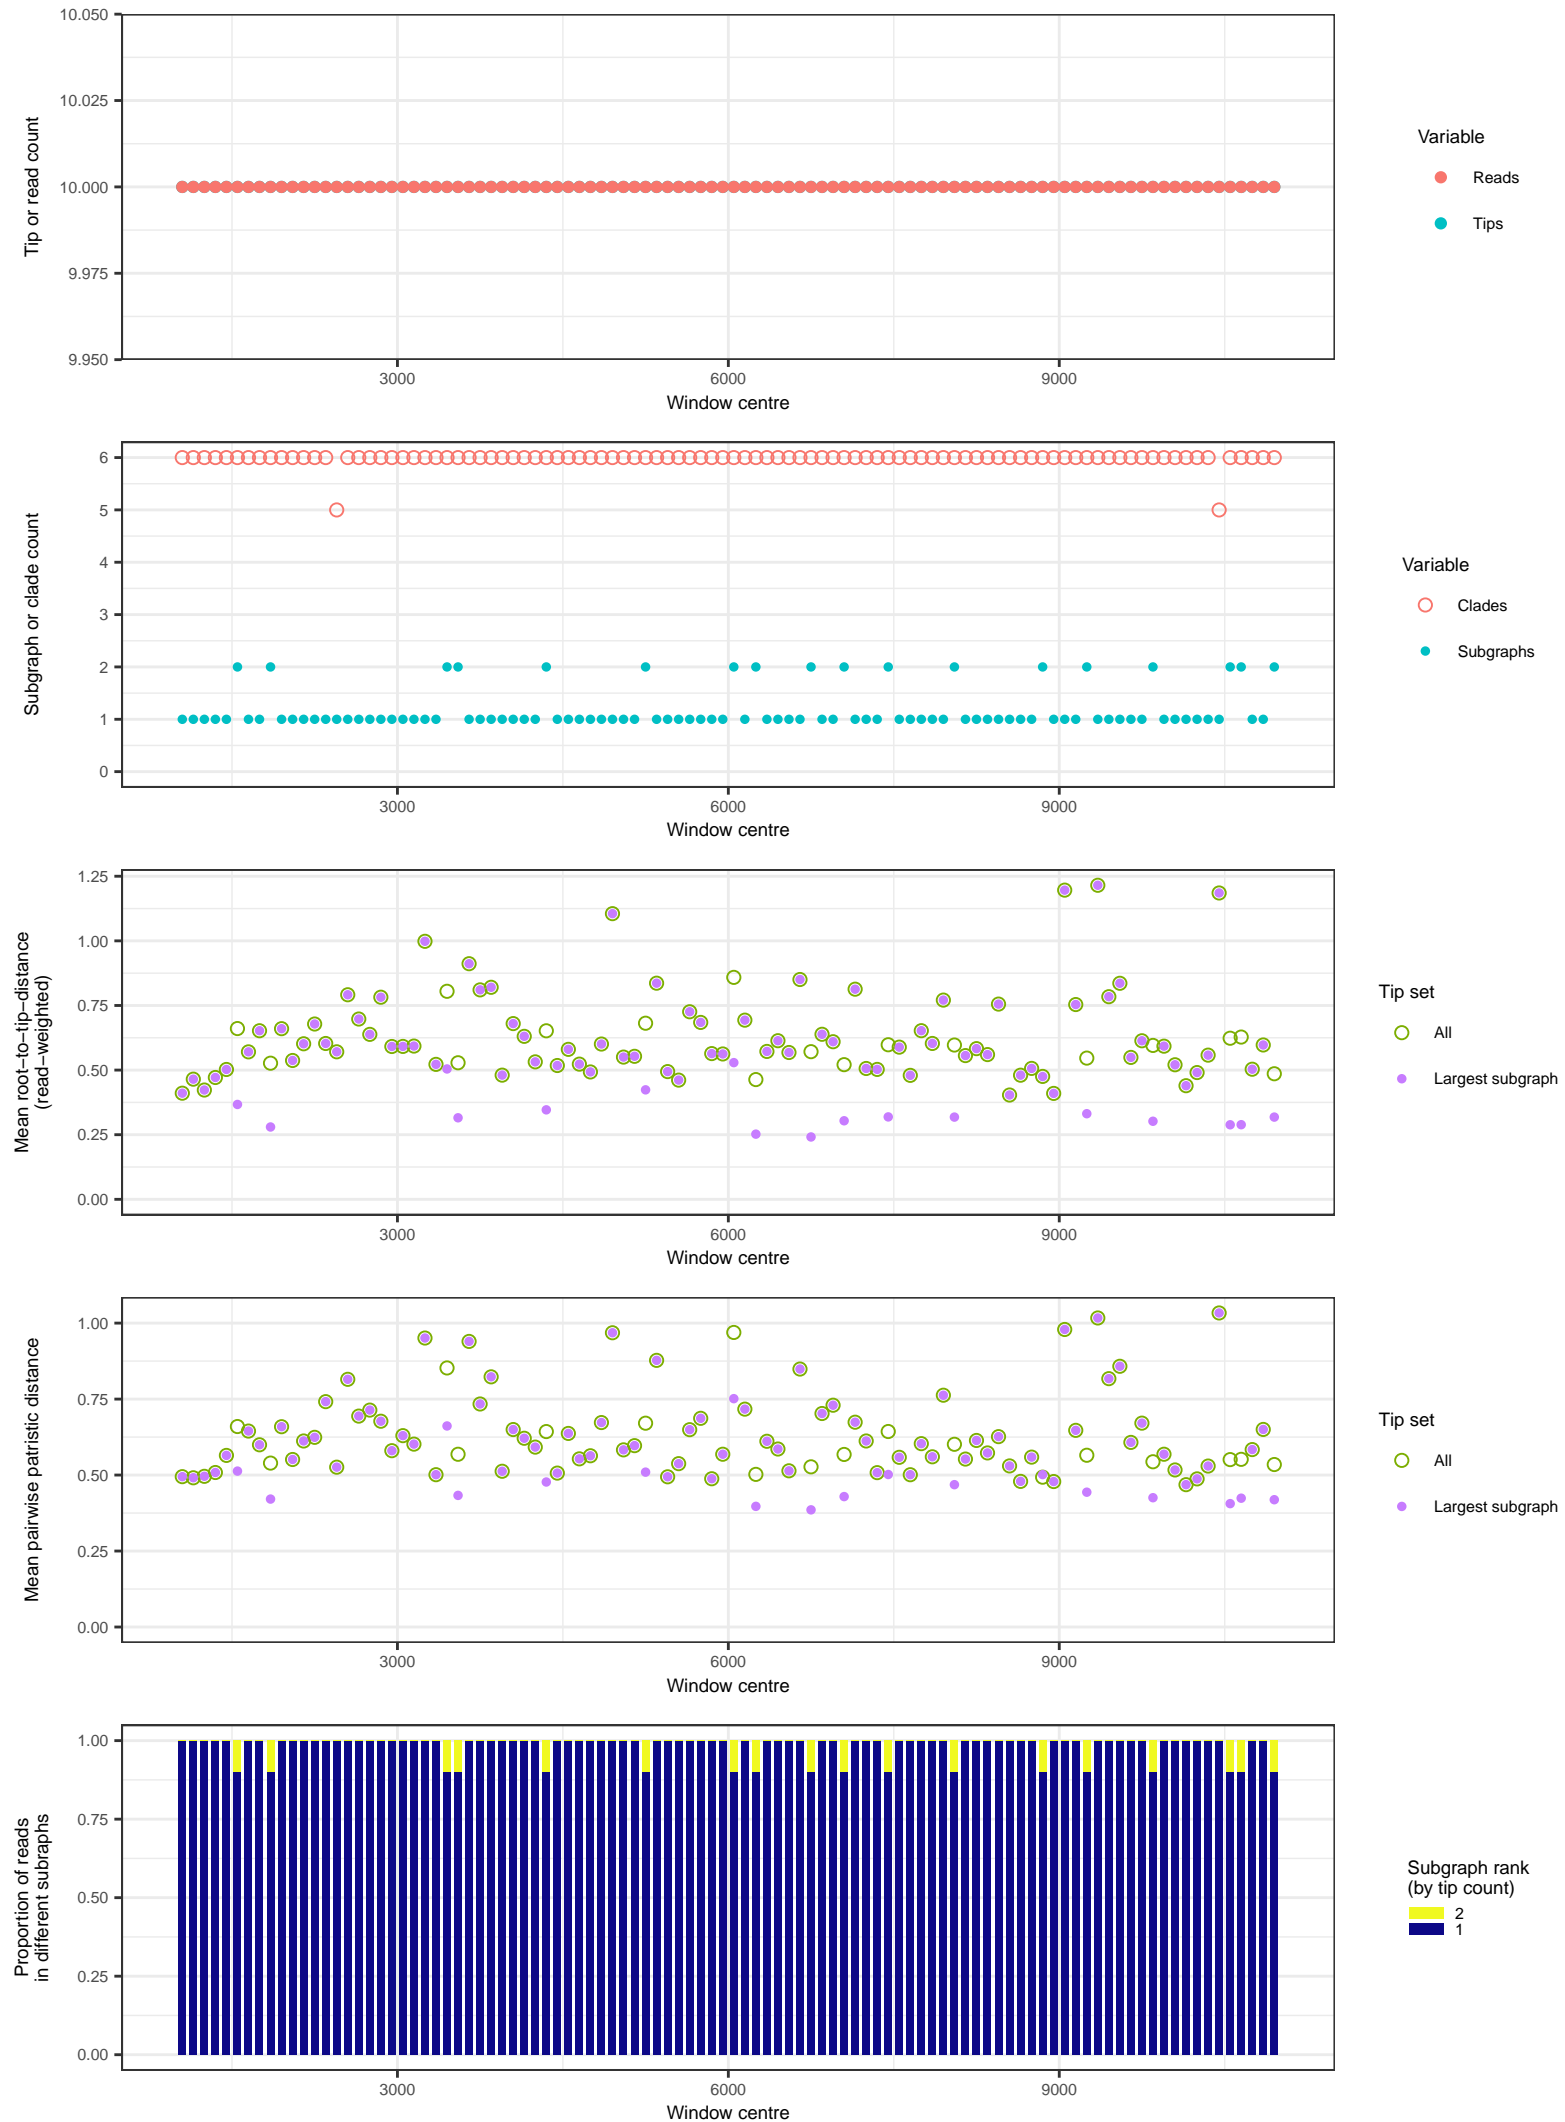 10.050
10.025
10.000
9.975
9.950
Tip or read count
3000 6000 9000
Window centre
Variable
Reads
Tips
6
5
4
3
2
1
0
Subgraph or clade count
3000 6000 9000
Window centre
Variable
Clades
Subgraphs
1.25
1.00
0.75
0.50
0.25
0.00
Mean root−to−tip−distance
(read−weighted)
3000 6000 9000
Window centre
Tip set
All
Largest subgraph
1.00
0.75
0.50
0.25
0.00
Mean pairwise patristic distance
3000 6000 9000
Window centre
Tip set
All
Largest subgraph
1.00
0.75
0.50
0.25
0.00
Proportion of reads
in different subraphs
3000 6000 9000
Window centre
Subgraph rank
(by tip count)
2
1